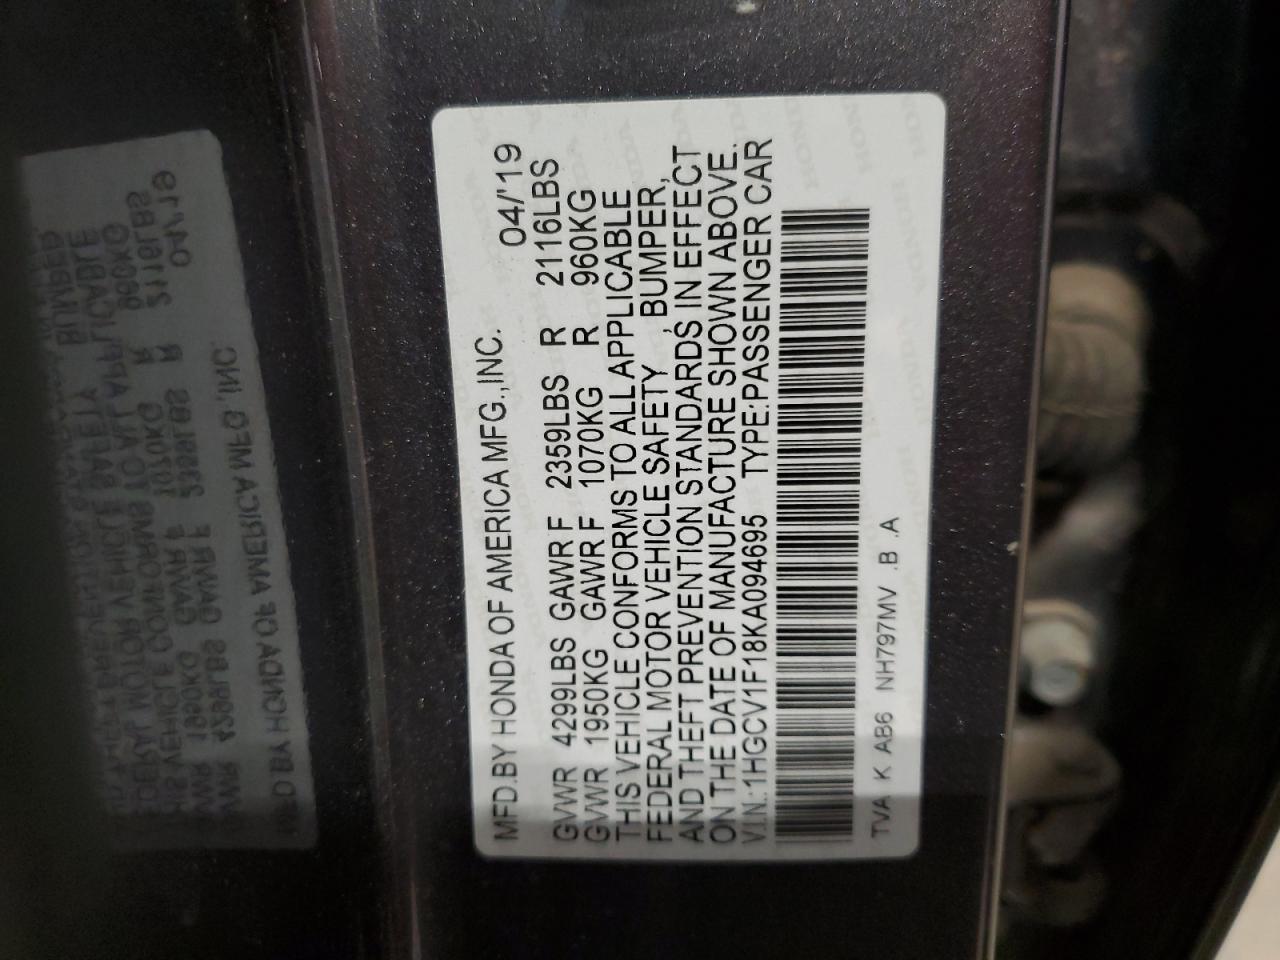 MFD.BY HONDA OF AMERICA MFG.,INC. 04/'19
GVWR 4299LBS GAWR F 2359LBS R 2116LBS
GVWR 1950KG GAWR F 1070KG R 960KG
THIS VEHICLE CONFORMS TO ALL APPLICABLE
FEDERAL MOTOR VEHICLE SAFETY, BUMPER,
AND THEFT PREVENTION STANDARDS IN EFFECT
ON THE DATE OF MANUFACTURE SHOWN ABOVE.
V.I.N.:1HGCV1F18KA094695 TYPE:PASSENGER CAR
TVA K AB6 NH797MV .B .A